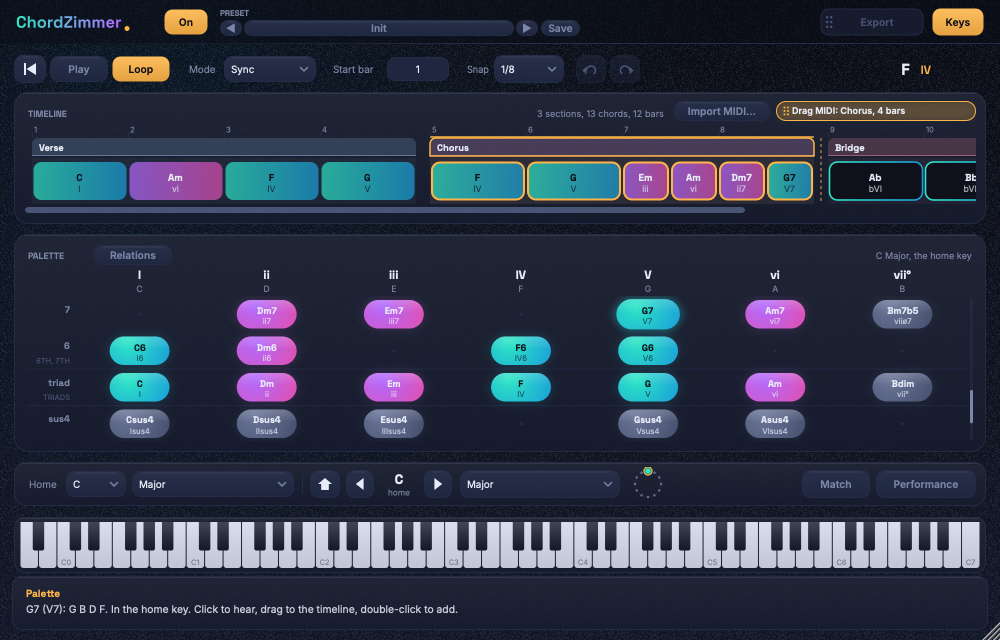 ChordZimmer.
On
PRESET
Init
Save
Export
Keys
Play
Loop
Mode
Sync
Start bar
1
Snap
1/8
F IV
TIMELINE
3 sections, 13 chords, 12 bars
Import MIDI...
Drag MIDI: Chorus, 4 bars
1 2 3 4 5 6 7 8 9 10
Verse
Chorus
Bridge
C Am F G F G Em Am Dm7 G7 Ab Bb
I vi IV V IV V iii vi ii7 V7 bVI bVI
PALETTE
Relations
C Major, the home key
I ii iii IV V vi vii°
C D E F G A B
7
Dm7 Em7 G7 Am7 Bm7b5
ii7 iii7 V7 vi7 viiø7
6
6TH, 7TH
C6 Dm6 F6 G6
I6 ii6 IV6 V6
triad
TRIADS
C Dm Em F G Am Bdim
I ii iii IV V vi vii°
sus4
Csus4 Dsus4 Esus4 Gsus4 Asus4
Isus4 IIsus4 IIIsus4 Vsus4 VIsus4
Home
C
Major
C
home
Major
Match
Performance
C0 C1 C2 C3 C4 C5 C6 C7
Palette
G7 (V7): G B D F. In the home key. Click to hear, drag to the timeline, double-click to add.